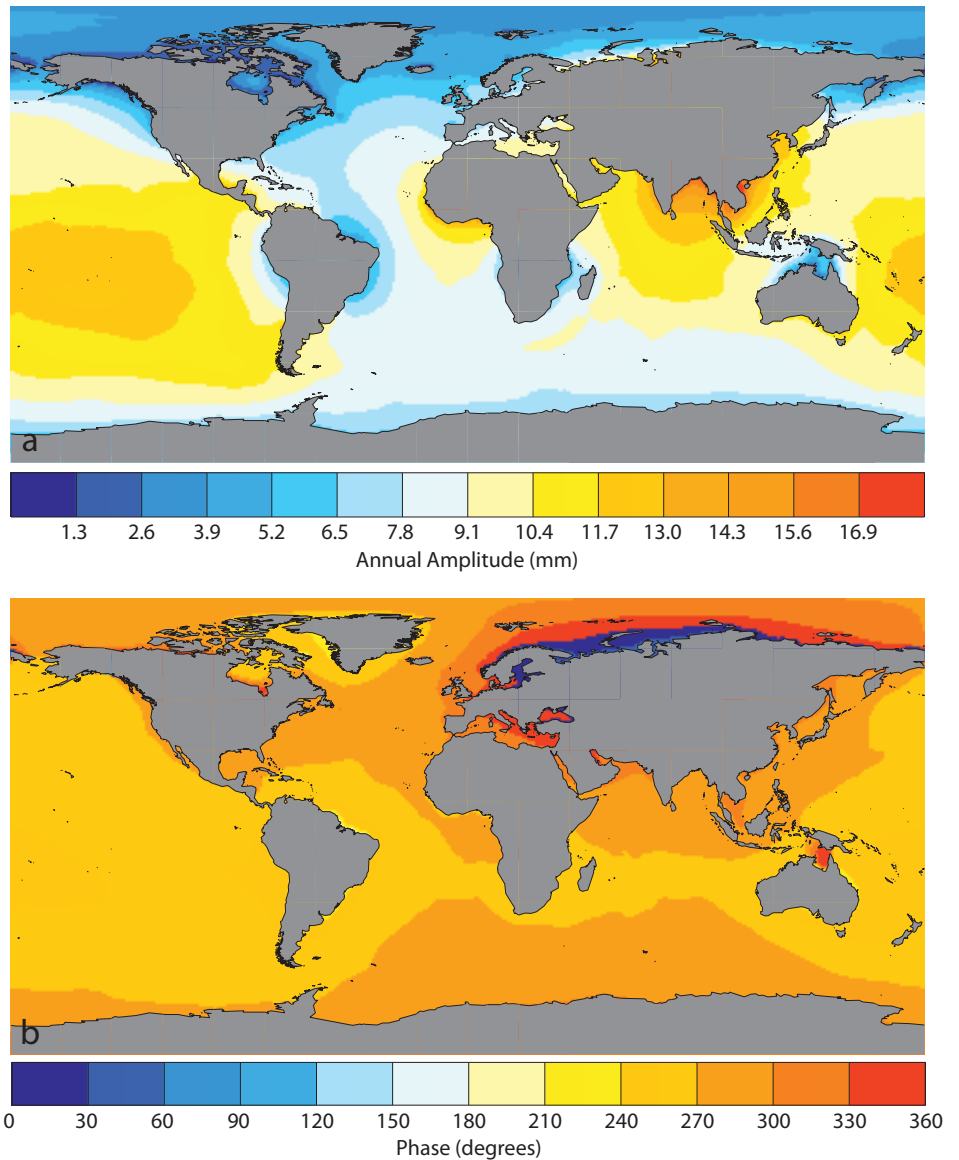 a
1.3 2.6 3.9 5.2 6.5 7.8 9.1 10.4 11.7 13.0 14.3 15.6 16.9
Annual Amplitude (mm)
b
0 30 60 90 120 150 180 210 240 270 300 330 360
Phase (degrees)